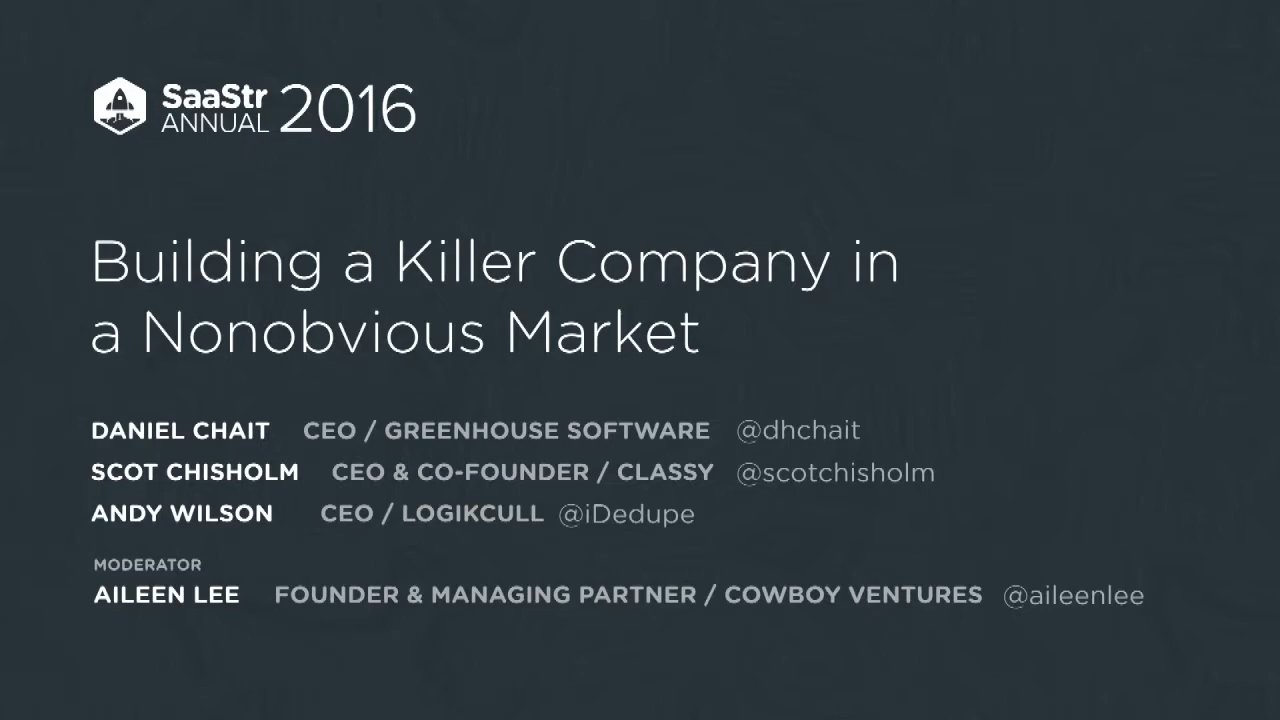 SaaStr
ANNUAL 2016
Building a Killer Company in
a Nonobvious Market
DANIEL CHAIT CEO / GREENHOUSE SOFTWARE @dhchait
SCOT CHISHOLM CEO & CO-FOUNDER / CLASSY @scotchisholm
ANDY WILSON CEO / LOGIKCULL @iDedupe
MODERATOR
AILEEN LEE FOUNDER & MANAGING PARTNER / COWBOY VENTURES @aileenlee